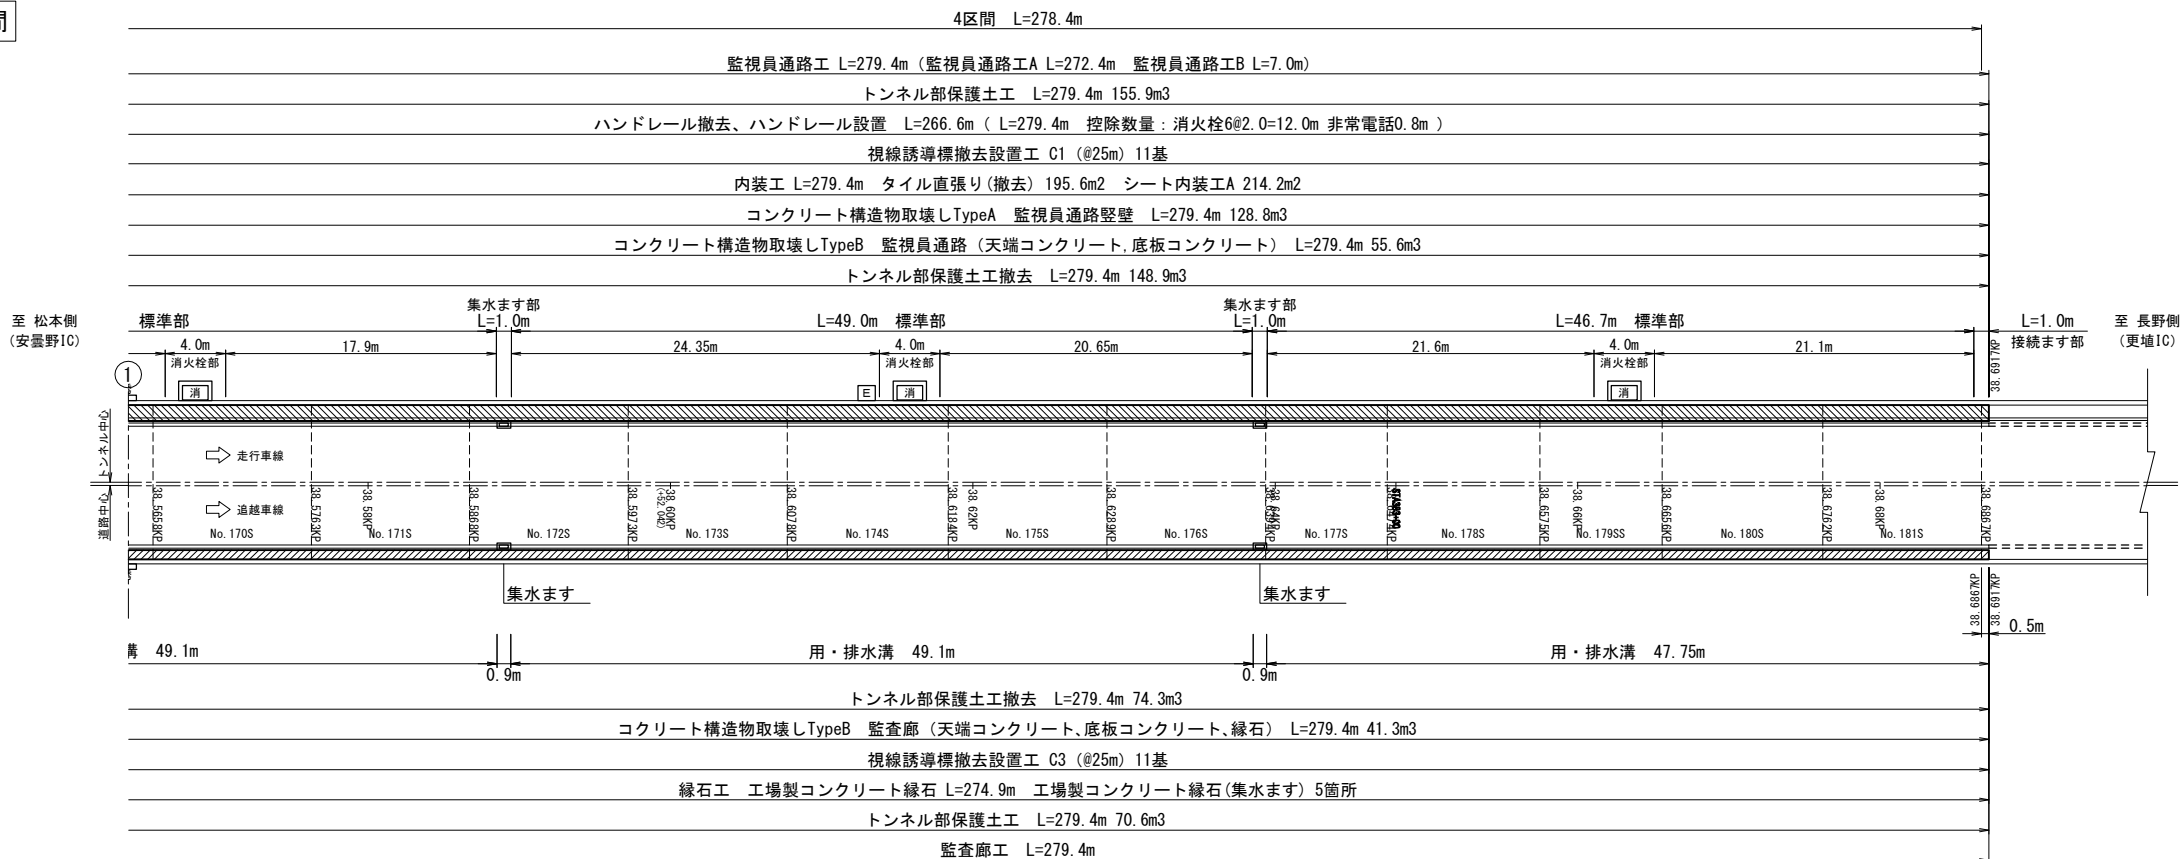 間
4区間 L=278.4m
監視員通路工 L=279.4m (監視員通路工A L=272.4m 監視員通路工B L=7.0m)
トンネル部保護土工 L=279.4m 155.9m3
ハンドレール撤去、ハンドレール設置 L=266.6m ( L=279.4m 控除数量：消火栓6@2.0=12.0m 非常電話0.8m )
視線誘導標撤去設置工 C1 (@25m) 11基
内装工 L=279.4m タイル直張り(撤去) 195.6m2 シート内装工A 214.2m2
コンクリート構造物取壊しTypeA 監視員通路竪壁 L=279.4m 128.8m3
コンクリート構造物取壊しTypeB 監視員通路（天端コンクリート,底板コンクリート） L=279.4m 55.6m3
トンネル部保護土工撤去 L=279.4m 148.9m3
至 松本側
(安曇野IC)
標準部
集水ます部
L=1.0m
L=49.0m 標準部
集水ます部
L=1.0m
L=46.7m 標準部
L=1.0m
接続ます部
至 長野側
(更埴IC)
4.0m
消火栓部
17.9m
24.35m
4.0m
消火栓部
20.65m
21.6m
4.0m
消火栓部
21.1m
38.6917KP
1
消
E
消
消
トンネル中心
道路中心
走行車線
追越車線
38.5658KP
38.5763KP
38.58KP
38.5868KP
38.5973KP
38.60KP
(+52.042)
38.6078KP
38.6184KP
38.62KP
38.6289KP
38.6575KP
38.66KP
38.6656KP
38.6762KP
38.68KP
38.6867KP
No.170S
No.171S
No.172S
No.173S
No.174S
No.175S
No.176S
No.177S
No.178S
No.179SS
No.180S
No.181S
集水ます
集水ます
38.6867KP
38.6917KP
0.5m
溝 49.1m
0.9m
用・排水溝 49.1m
0.9m
用・排水溝 47.75m
トンネル部保護土工撤去 L=279.4m 74.3m3
コクリート構造物取壊しTypeB 監査廊（天端コンクリート、底板コンクリート、縁石） L=279.4m 41.3m3
視線誘導標撤去設置工 C3 (@25m) 11基
縁石工 工場製コンクリート縁石 L=274.9m 工場製コンクリート縁石(集水ます) 5箇所
トンネル部保護土工 L=279.4m 70.6m3
監査廊工 L=279.4m